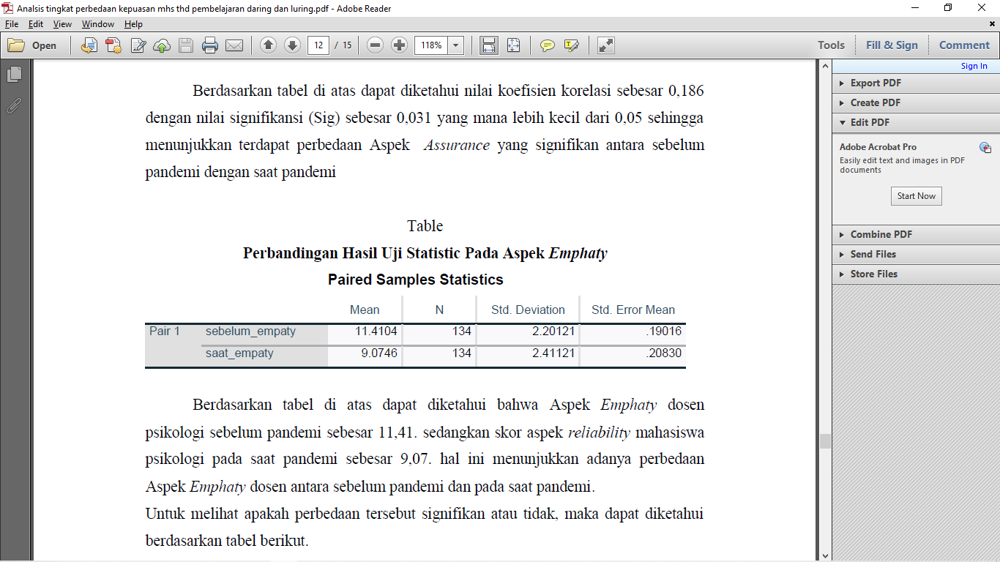 Analsis tingkat perbedaan kepuasan mhs thd pembelajaran daring dan luring.pdf - Adobe Reader
File Edit View Window Help
Open 12 / 15 118% Tools Fill & Sign Comment
Sign In
Export PDF
Create PDF
Edit PDF
Adobe Acrobat Pro
Easily edit text and images in PDF
documents
Start Now
Combine PDF
Send Files
Store Files
Berdasarkan tabel di atas dapat diketahui nilai koefisien korelasi sebesar 0,186
dengan nilai signifikansi (Sig) sebesar 0,031 yang mana lebih kecil dari 0,05 sehingga
menunjukkan terdapat perbedaan Aspek Assurance yang signifikan antara sebelum
pandemi dengan saat pandemi
Table
Perbandingan Hasil Uji Statistic Pada Aspek Emphaty
Paired Samples Statistics
Mean N Std. Deviation Std. Error Mean
Pair 1 sebelum_empaty 11.4104 134 2.20121 .19016
saat_empaty 9.0746 134 2.41121 .20830
Berdasarkan tabel di atas dapat diketahui bahwa Aspek Emphaty dosen
psikologi sebelum pandemi sebesar 11,41. sedangkan skor aspek reliability mahasiswa
psikologi pada saat pandemi sebesar 9,07. hal ini menunjukkan adanya perbedaan
Aspek Emphaty dosen antara sebelum pandemi dan pada saat pandemi.
Untuk melihat apakah perbedaan tersebut signifikan atau tidak, maka dapat diketahui
berdasarkan tabel berikut.